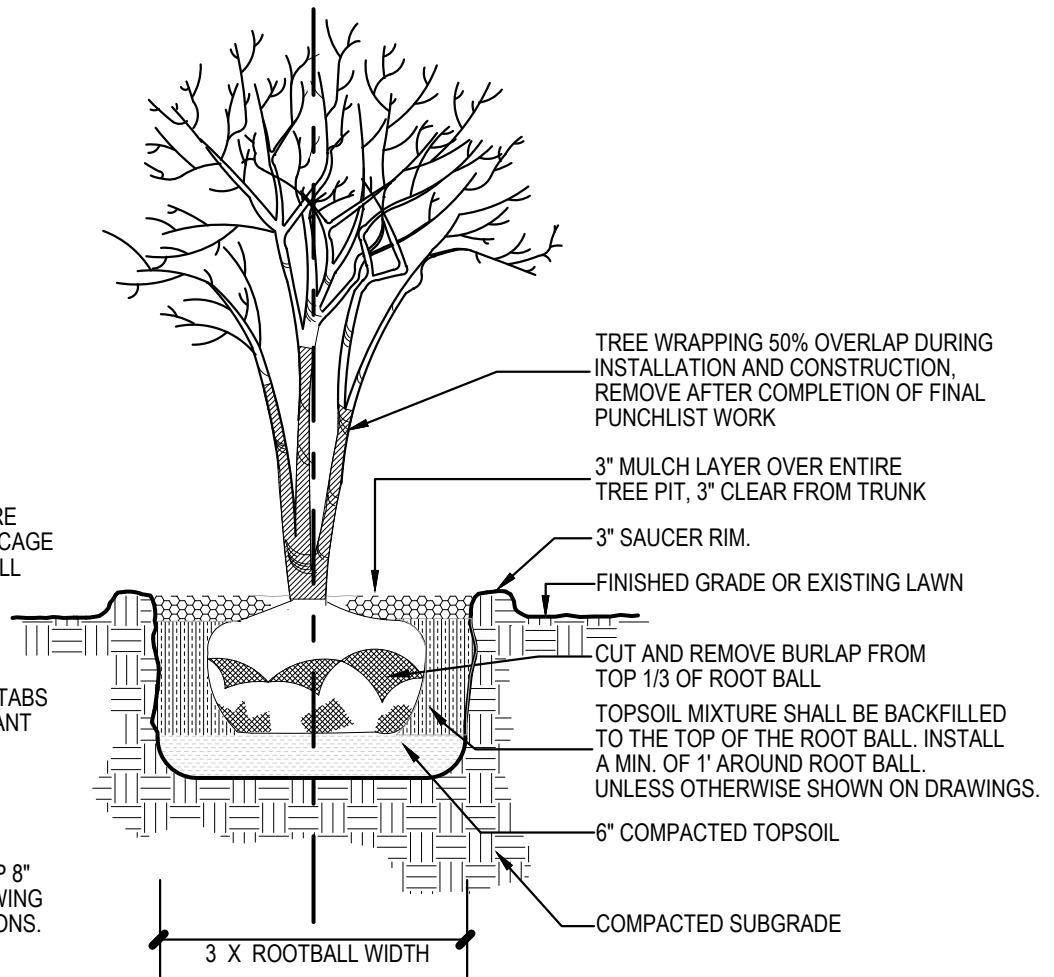 TREE WRAPPING 50% OVERLAP DURING
INSTALLATION AND CONSTRUCTION,
REMOVE AFTER COMPLETION OF FINAL
PUNCHLIST WORK
3" MULCH LAYER OVER ENTIRE
TREE PIT, 3" CLEAR FROM TRUNK
3" SAUCER RIM.
FINISHED GRADE OR EXISTING LAWN
CUT AND REMOVE BURLAP FROM
TOP 1/3 OF ROOT BALL
TOPSOIL MIXTURE SHALL BE BACKFILLED
TO THE TOP OF THE ROOT BALL. INSTALL
A MIN. OF 1' AROUND ROOT BALL.
UNLESS OTHERWISE SHOWN ON DRAWINGS.
6" COMPACTED TOPSOIL
COMPACTED SUBGRADE
3 X ROOTBALL WIDTH
CAGE
TABS
8"